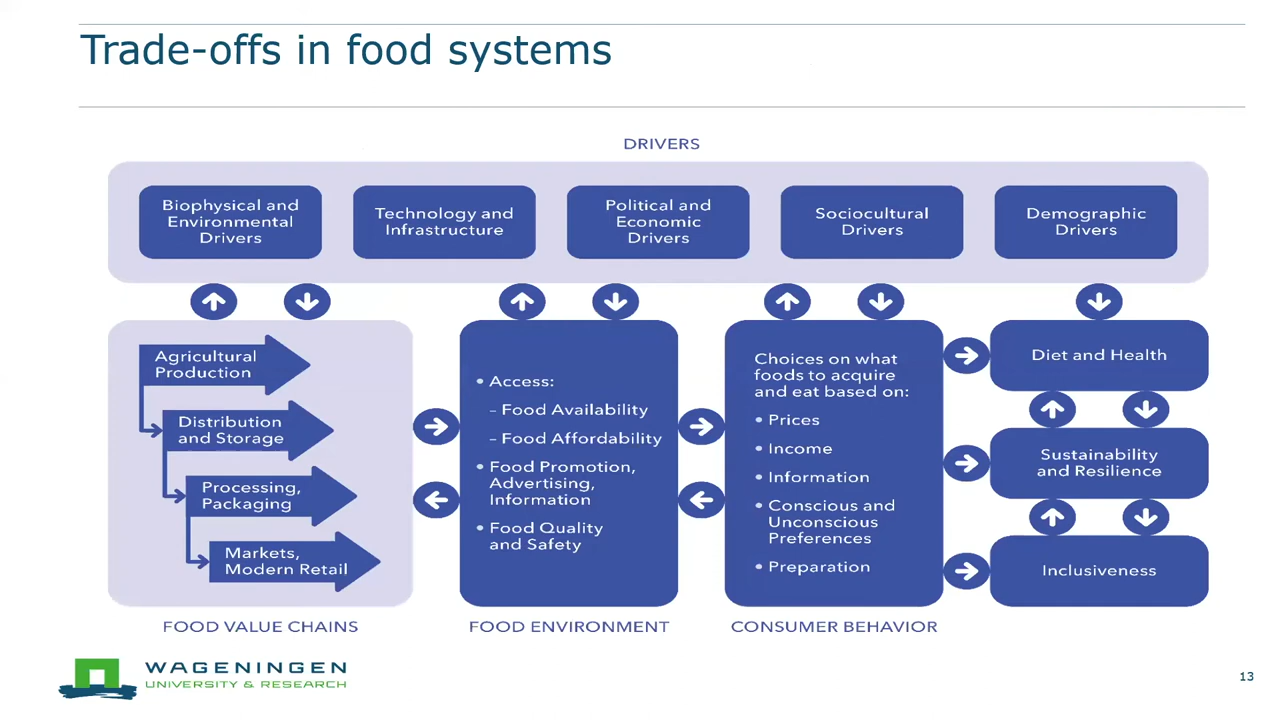 Trade-offs in food systems
DRIVERS
Biophysical and
Environmental
Drivers
Technology and
Infrastructure
Political and
Economic
Drivers
Sociocultural
Drivers
Demographic
Drivers
Agricultural
Production
Distribution
and Storage
Processing,
Packaging
Markets,
Modern Retail
FOOD VALUE CHAINS
• Access:
– Food Availability
– Food Affordability
• Food Promotion,
Advertising,
Information
• Food Quality
and Safety
FOOD ENVIRONMENT
Choices on what
foods to acquire
and eat based on:
• Prices
• Income
• Information
• Conscious and
Unconscious
Preferences
• Preparation
CONSUMER BEHAVIOR
Diet and Health
Sustainability
and Resilience
Inclusiveness
WAGENINGEN
UNIVERSITY & RESEARCH
13